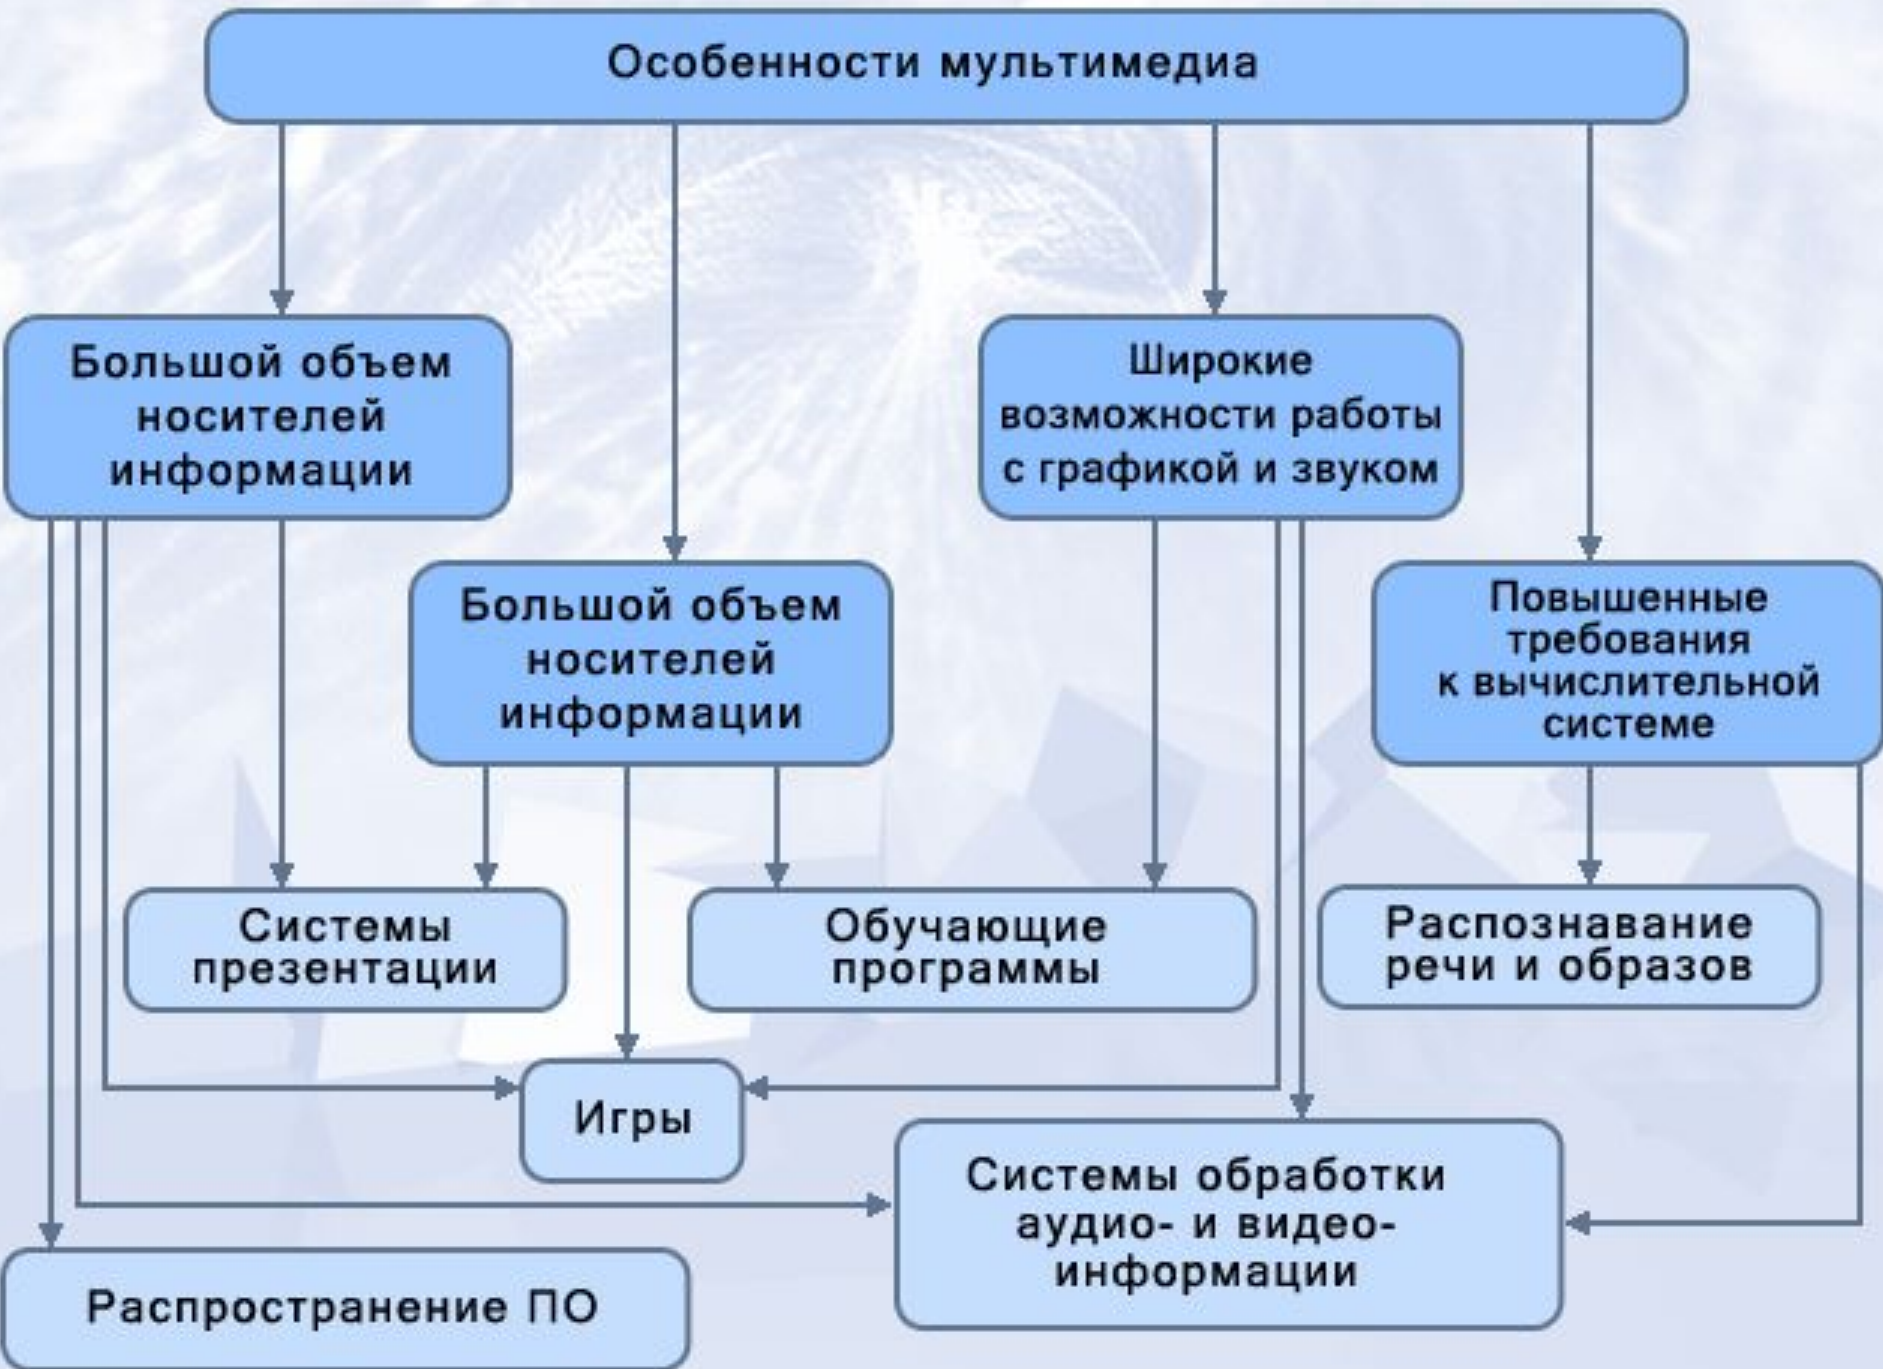 Особенности мультимедиа
Большой объем
носителей
информации
Широкие
возможности работы
с графикой и звуком
Большой объем
носителей
информации
Повышенные
требования
к вычислительной
системе
Системы
презентации
Обучающие
программы
Распознавание
речи и образов
Игры
Системы обработки
аудио- и видео-
информации
Распространение ПО